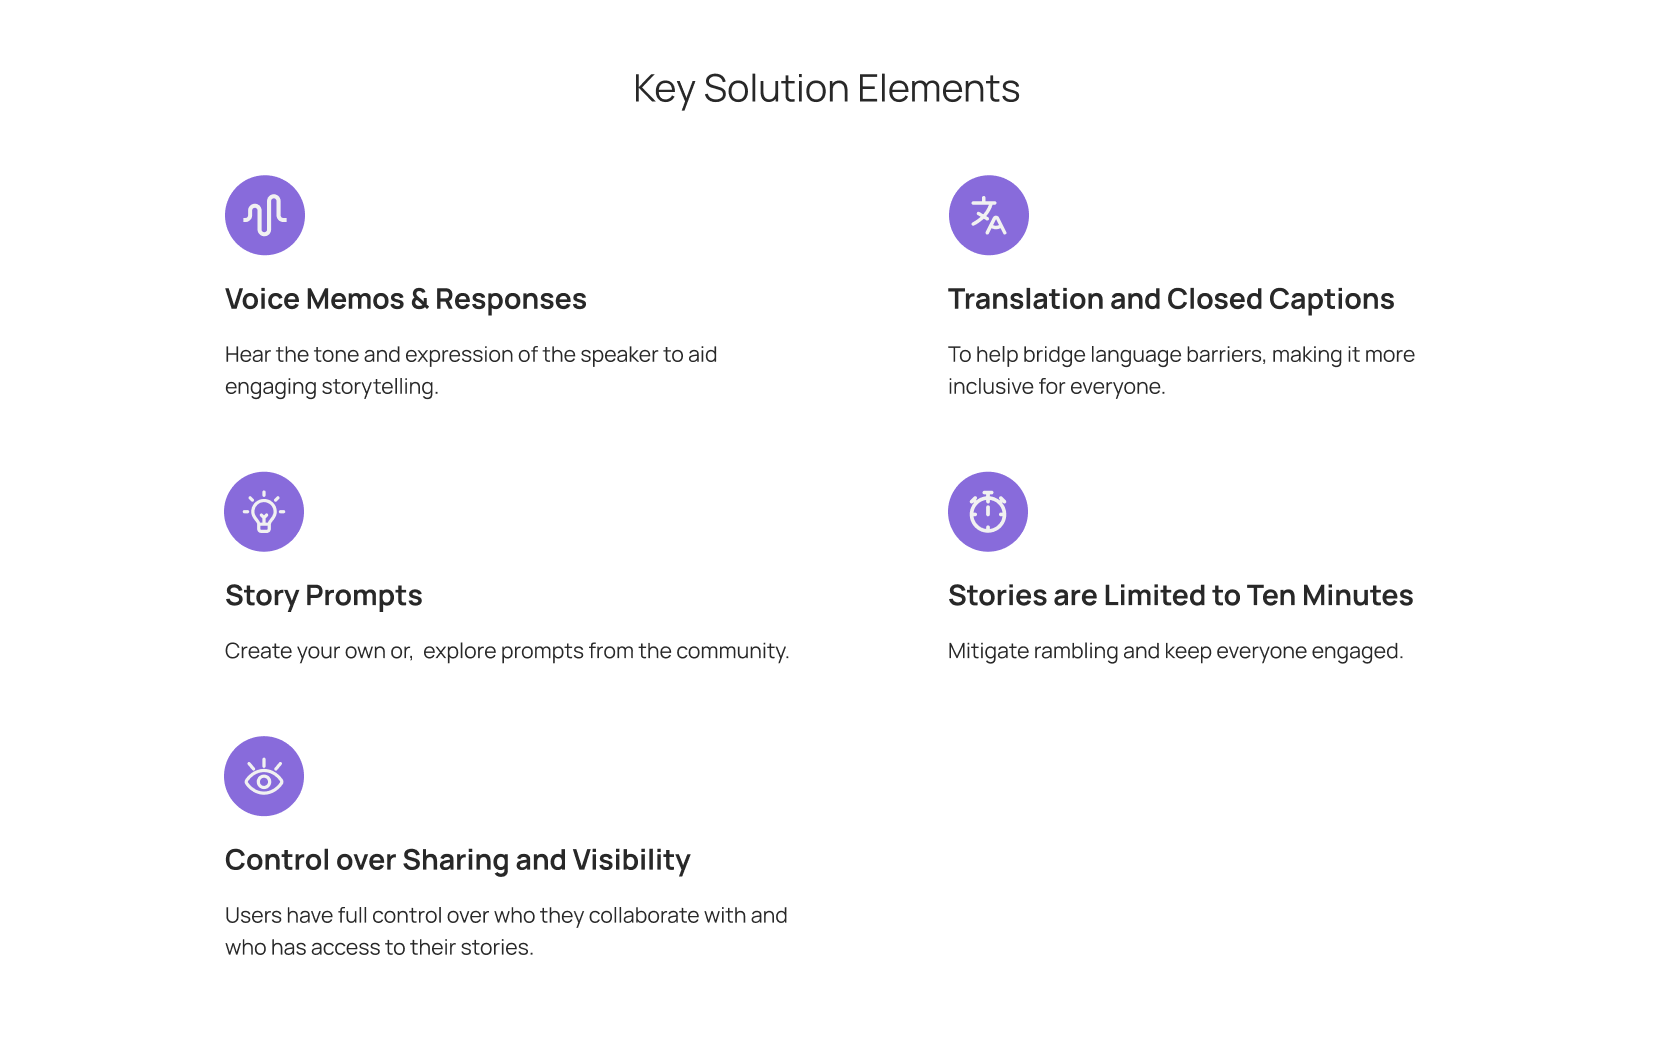 Key Solution Elements
Voice Memos & Responses
Hear the tone and expression of the speaker to aid
engaging storytelling.
Translation and Closed Captions
To help bridge language barriers, making it more
inclusive for everyone.
Story Prompts
Create your own or,  explore prompts from the community.
Stories are Limited to Ten Minutes
Mitigate rambling and keep everyone engaged.
Control over Sharing and Visibility
Users have full control over who they collaborate with and
who has access to their stories.